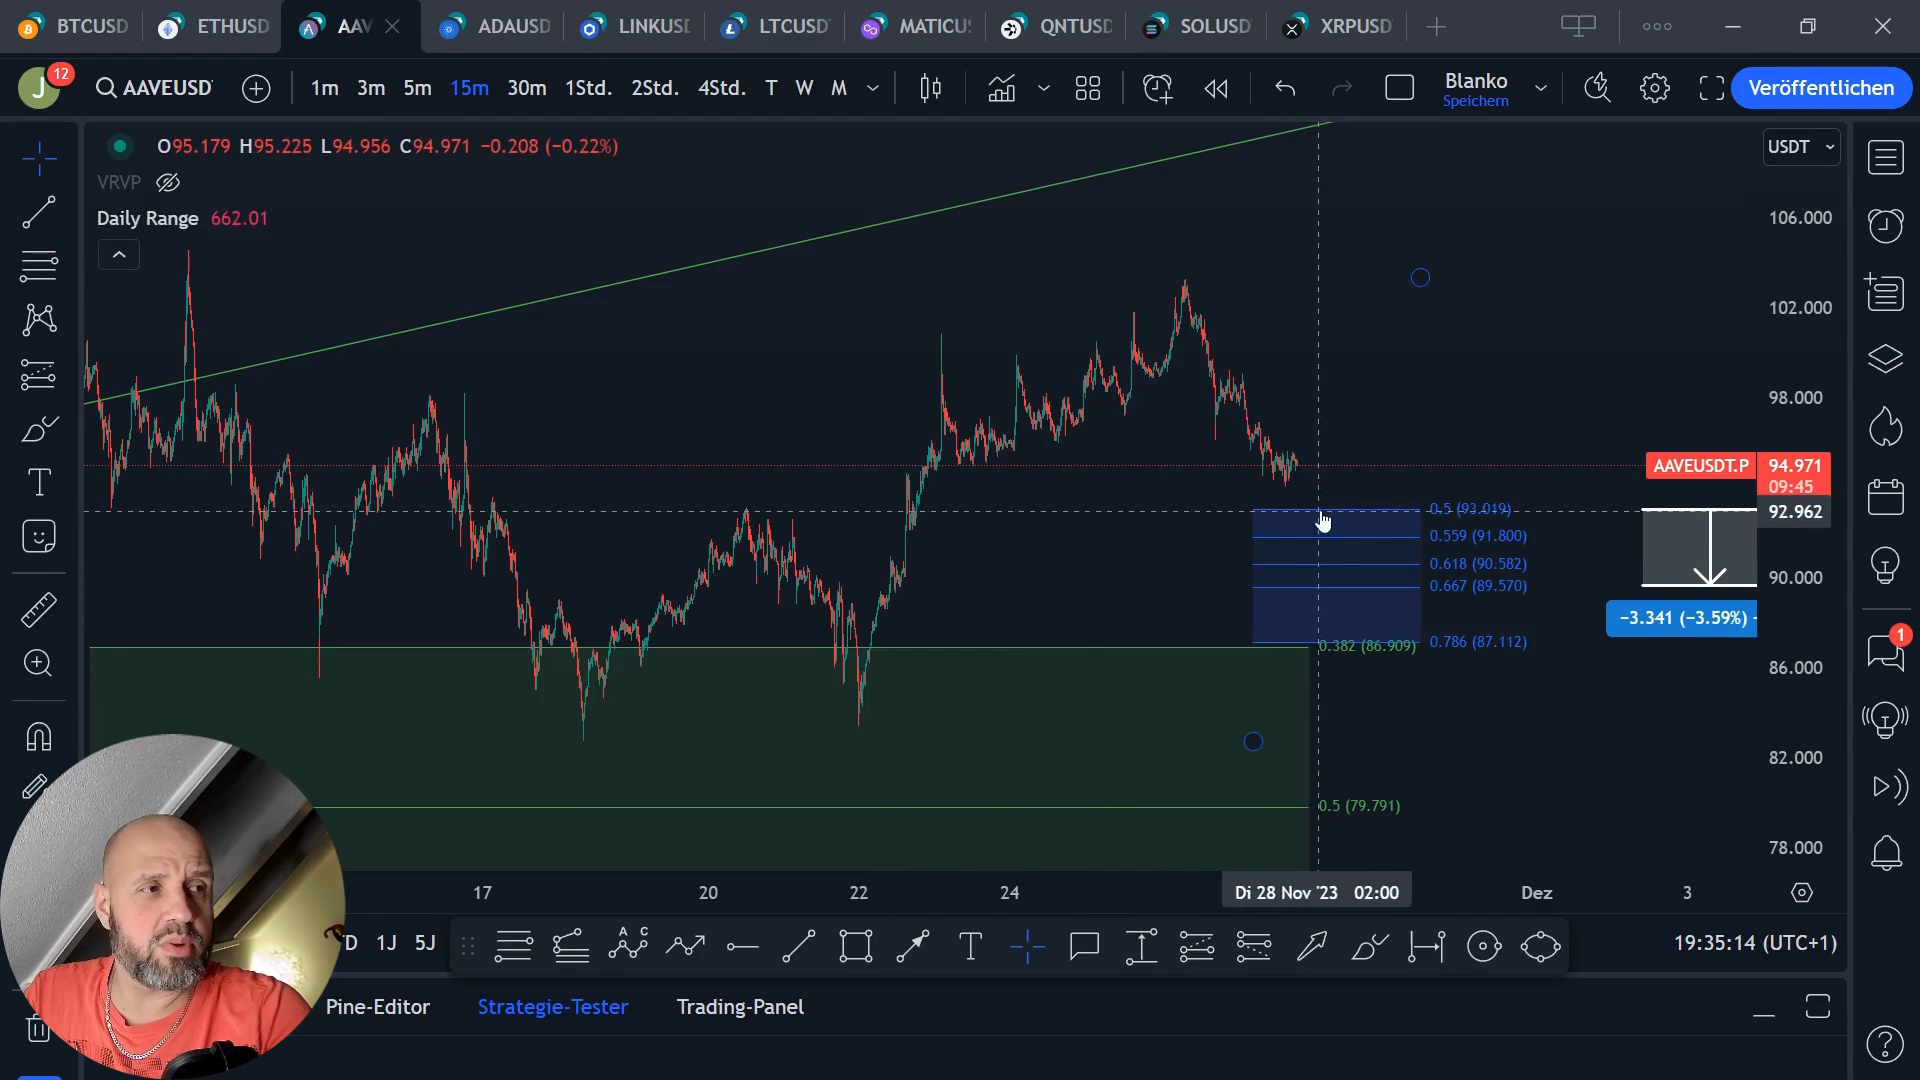 BTCUSD ETHUSD AAV ADAUSD LINKUSD LTCUSDT MATICUS QNTUSD SOLUSD XRPUSD
J 12 AAVEUSDT 1m 3m 5m 15m 30m 1Std. 2Std. 4Std. T W M Blanko Veröffentlichen
Speichern
O95.179 H95.225 L94.956 C94.971 −0.208 (−0.22%) USDT
VRVP
Daily Range 662.01
106.000
102.000
98.000
AAVEUSDT.P 94.971
09:45
0.5 (93.019) 92.962
0.559 (91.800)
0.618 (90.582)
0.667 (89.570)
90.000
−3.341 (−3.59%) -
0.786 (87.112)
0.382 (86.909)
1
86.000
82.000
0.5 (79.791)
78.000
17 20 22 24 Di 28 Nov '23 02:00 Dez 3
D 1J 5J A C T 19:35:14 (UTC+1)
Pine-Editor Strategie-Tester Trading-Panel